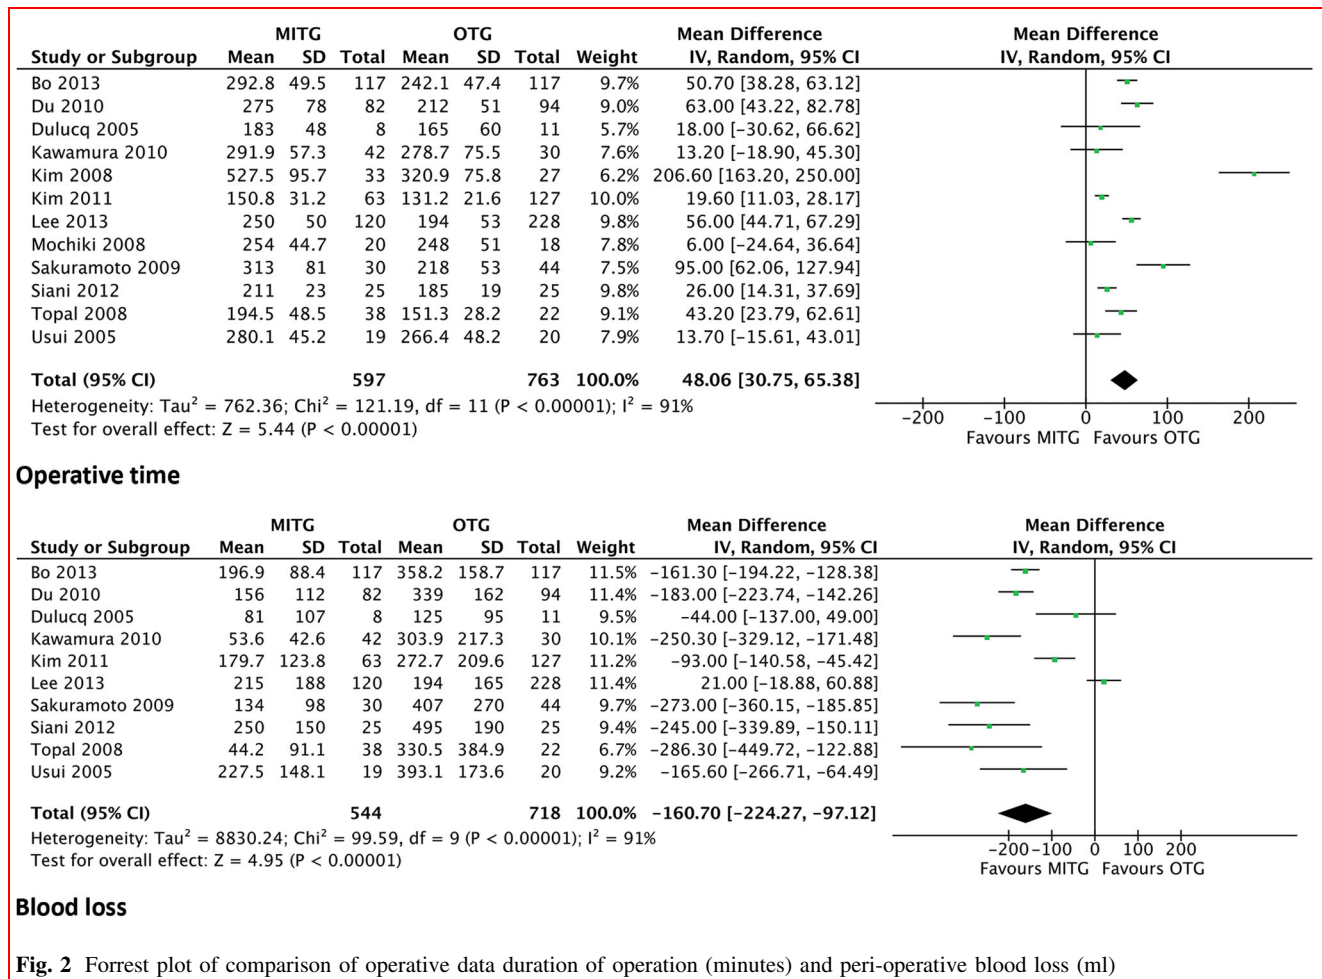 MITG OTG Mean Difference Mean Difference
Study or Subgroup Mean SD Total Mean SD Total Weight IV, Random, 95% CI IV, Random, 95% CI
Bo 2013 292.8 49.5 117 242.1 47.4 117 9.7% 50.70 [38.28, 63.12]
Du 2010 275 78 82 212 51 94 9.0% 63.00 [43.22, 82.78]
Dulucq 2005 183 48 8 165 60 11 5.7% 18.00 [−30.62, 66.62]
Kawamura 2010 291.9 57.3 42 278.7 75.5 30 7.6% 13.20 [−18.90, 45.30]
Kim 2008 527.5 95.7 33 320.9 75.8 27 6.2% 206.60 [163.20, 250.00]
Kim 2011 150.8 31.2 63 131.2 21.6 127 10.0% 19.60 [11.03, 28.17]
Lee 2013 250 50 120 194 53 228 9.8% 56.00 [44.71, 67.29]
Mochiki 2008 254 44.7 20 248 51 18 7.8% 6.00 [−24.64, 36.64]
Sakuramoto 2009 313 81 30 218 53 44 7.5% 95.00 [62.06, 127.94]
Siani 2012 211 23 25 185 19 25 9.8% 26.00 [14.31, 37.69]
Topal 2008 194.5 48.5 38 151.3 28.2 22 9.1% 43.20 [23.79, 62.61]
Usui 2005 280.1 45.2 19 266.4 48.2 20 7.9% 13.70 [−15.61, 43.01]
Total (95% CI) 597 763 100.0% 48.06 [30.75, 65.38]
Heterogeneity: Tau² = 762.36; Chi² = 121.19, df = 11 (P < 0.00001); I² = 91%
Test for overall effect: Z = 5.44 (P < 0.00001)
−200 −100 0 100 200
Favours MITG Favours OTG
Operative time
MITG OTG Mean Difference Mean Difference
Study or Subgroup Mean SD Total Mean SD Total Weight IV, Random, 95% CI IV, Random, 95% CI
Bo 2013 196.9 88.4 117 358.2 158.7 117 11.5% −161.30 [−194.22, −128.38]
Du 2010 156 112 82 339 162 94 11.4% −183.00 [−223.74, −142.26]
Dulucq 2005 81 107 8 125 95 11 9.5% −44.00 [−137.00, 49.00]
Kawamura 2010 53.6 42.6 42 303.9 217.3 30 10.1% −250.30 [−329.12, −171.48]
Kim 2011 179.7 123.8 63 272.7 209.6 127 11.2% −93.00 [−140.58, −45.42]
Lee 2013 215 188 120 194 165 228 11.4% 21.00 [−18.88, 60.88]
Sakuramoto 2009 134 98 30 407 270 44 9.7% −273.00 [−360.15, −185.85]
Siani 2012 250 150 25 495 190 25 9.4% −245.00 [−339.89, −150.11]
Topal 2008 44.2 91.1 38 330.5 384.9 22 6.7% −286.30 [−449.72, −122.88]
Usui 2005 227.5 148.1 19 393.1 173.6 20 9.2% −165.60 [−266.71, −64.49]
Total (95% CI) 544 718 100.0% −160.70 [−224.27, −97.12]
Heterogeneity: Tau² = 8830.24; Chi² = 99.59, df = 9 (P < 0.00001); I² = 91%
Test for overall effect: Z = 4.95 (P < 0.00001)
−200 −100 0 100 200
Favours MITG Favours OTG
Blood loss
Fig. 2 Forrest plot of comparison of operative data duration of operation (minutes) and peri-operative blood loss (ml)